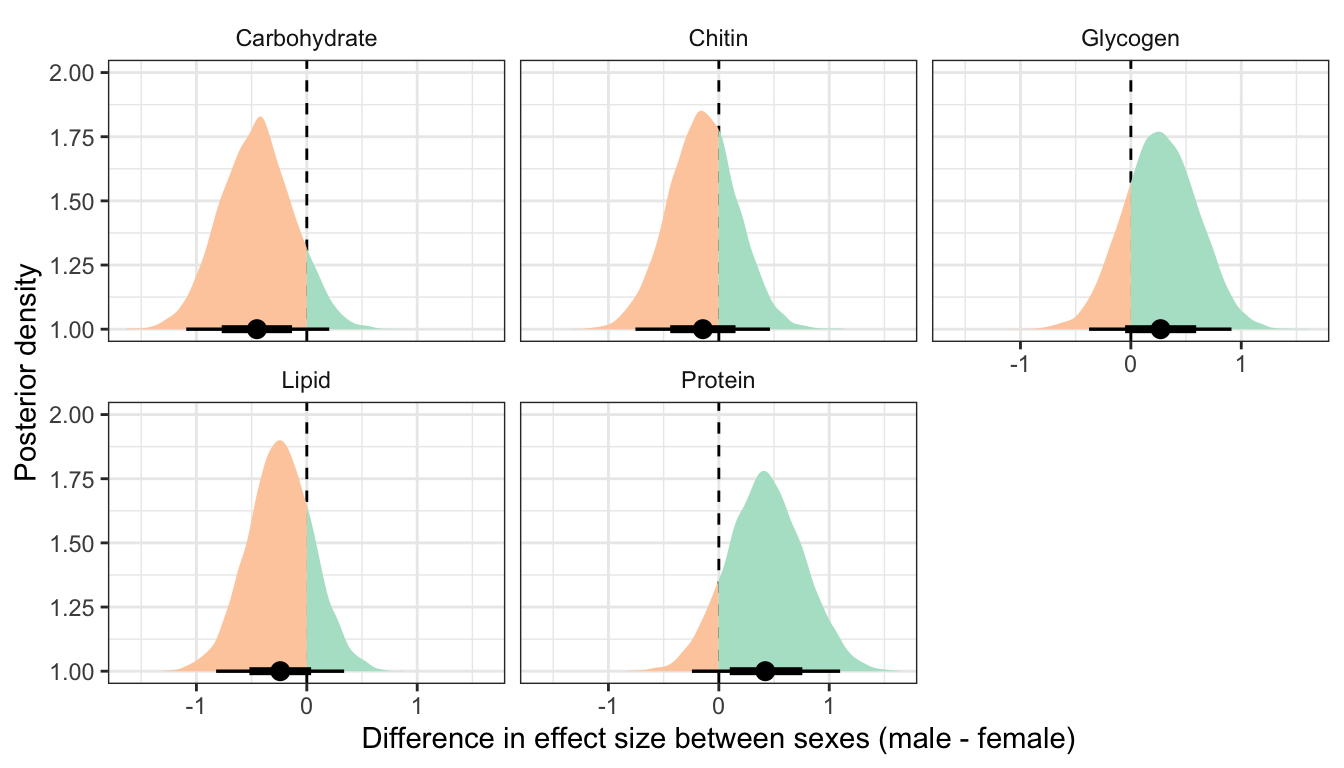 Carbohydrate
Chitin
Glycogen
2.00
1.75
1.50
1.25
1.00
-1
0
1
Lipid
Protein
2.00
1.75
1.50
1.25
1.00
-1
0
1
-1
0
1
Posterior density
Difference in effect size between sexes (male - female)